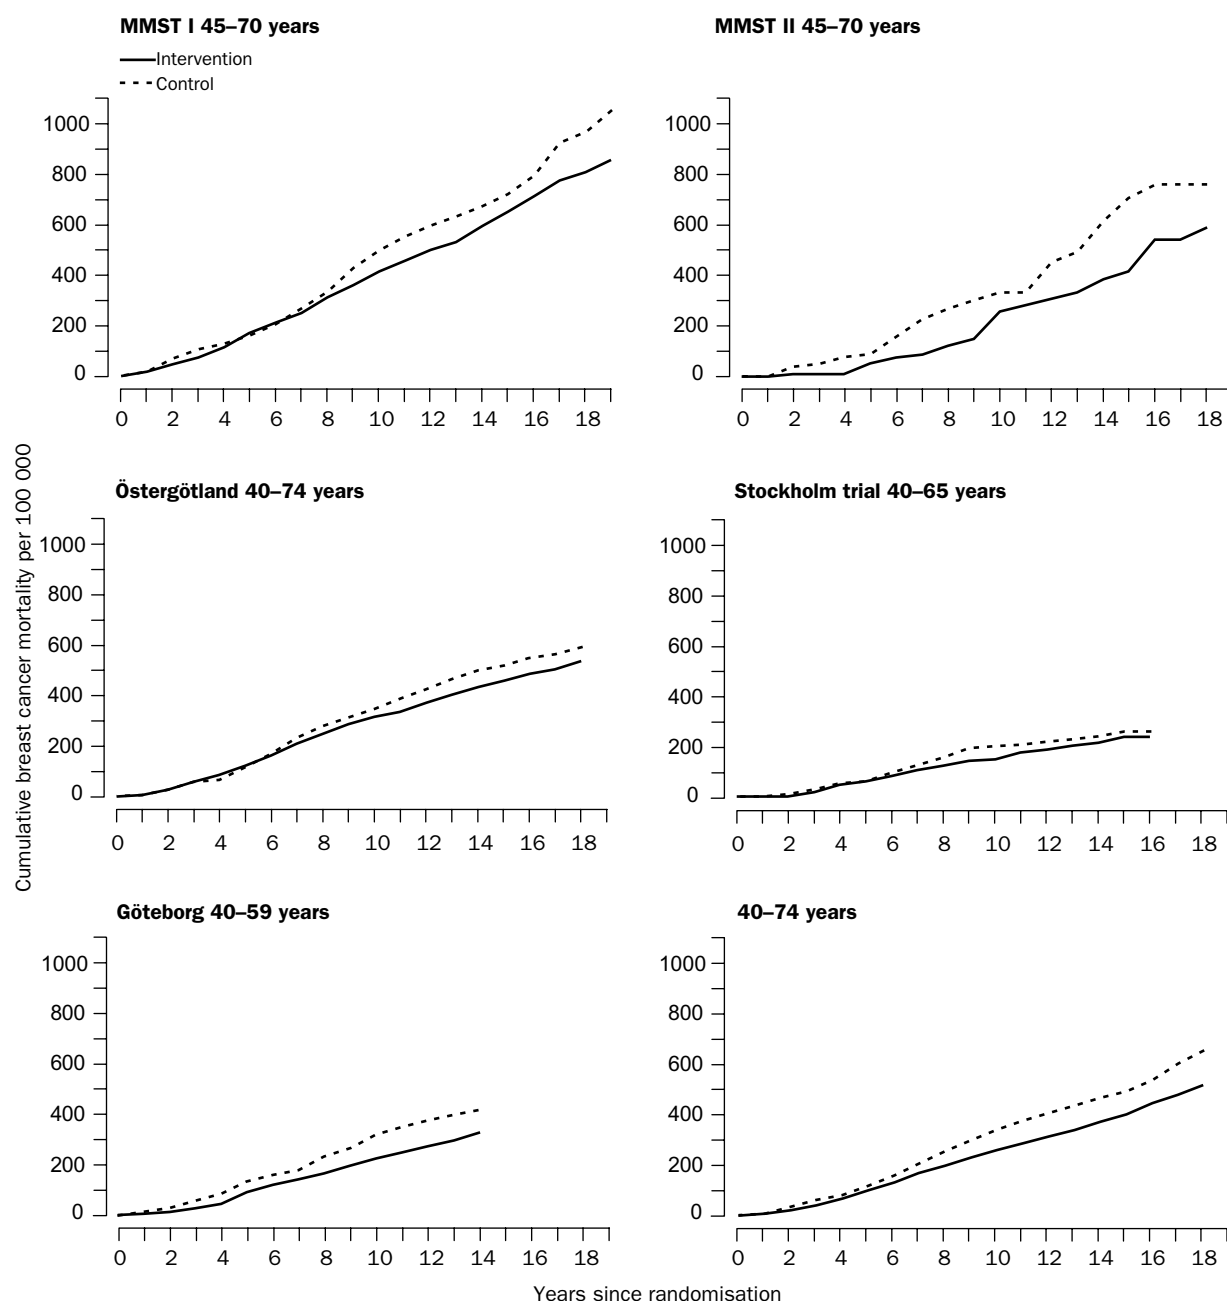 MMST I 45–70 years
Intervention
Control
1000
800
600
400
200
0
0 2 4 6 8 10 12 14 16 18
MMST II 45–70 years
1000
800
600
400
200
0
0 2 4 6 8 10 12 14 16 18
Cumulative breast cancer mortality per 100 000
Östergötland 40–74 years
1000
800
600
400
200
0
0 2 4 6 8 10 12 14 16 18
Stockholm trial 40–65 years
1000
800
600
400
200
0
0 2 4 6 8 10 12 14 16 18
Göteborg 40–59 years
1000
800
600
400
200
0
0 2 4 6 8 10 12 14 16 18
40–74 years
1000
800
600
400
200
0
0 2 4 6 8 10 12 14 16 18
Years since randomisation